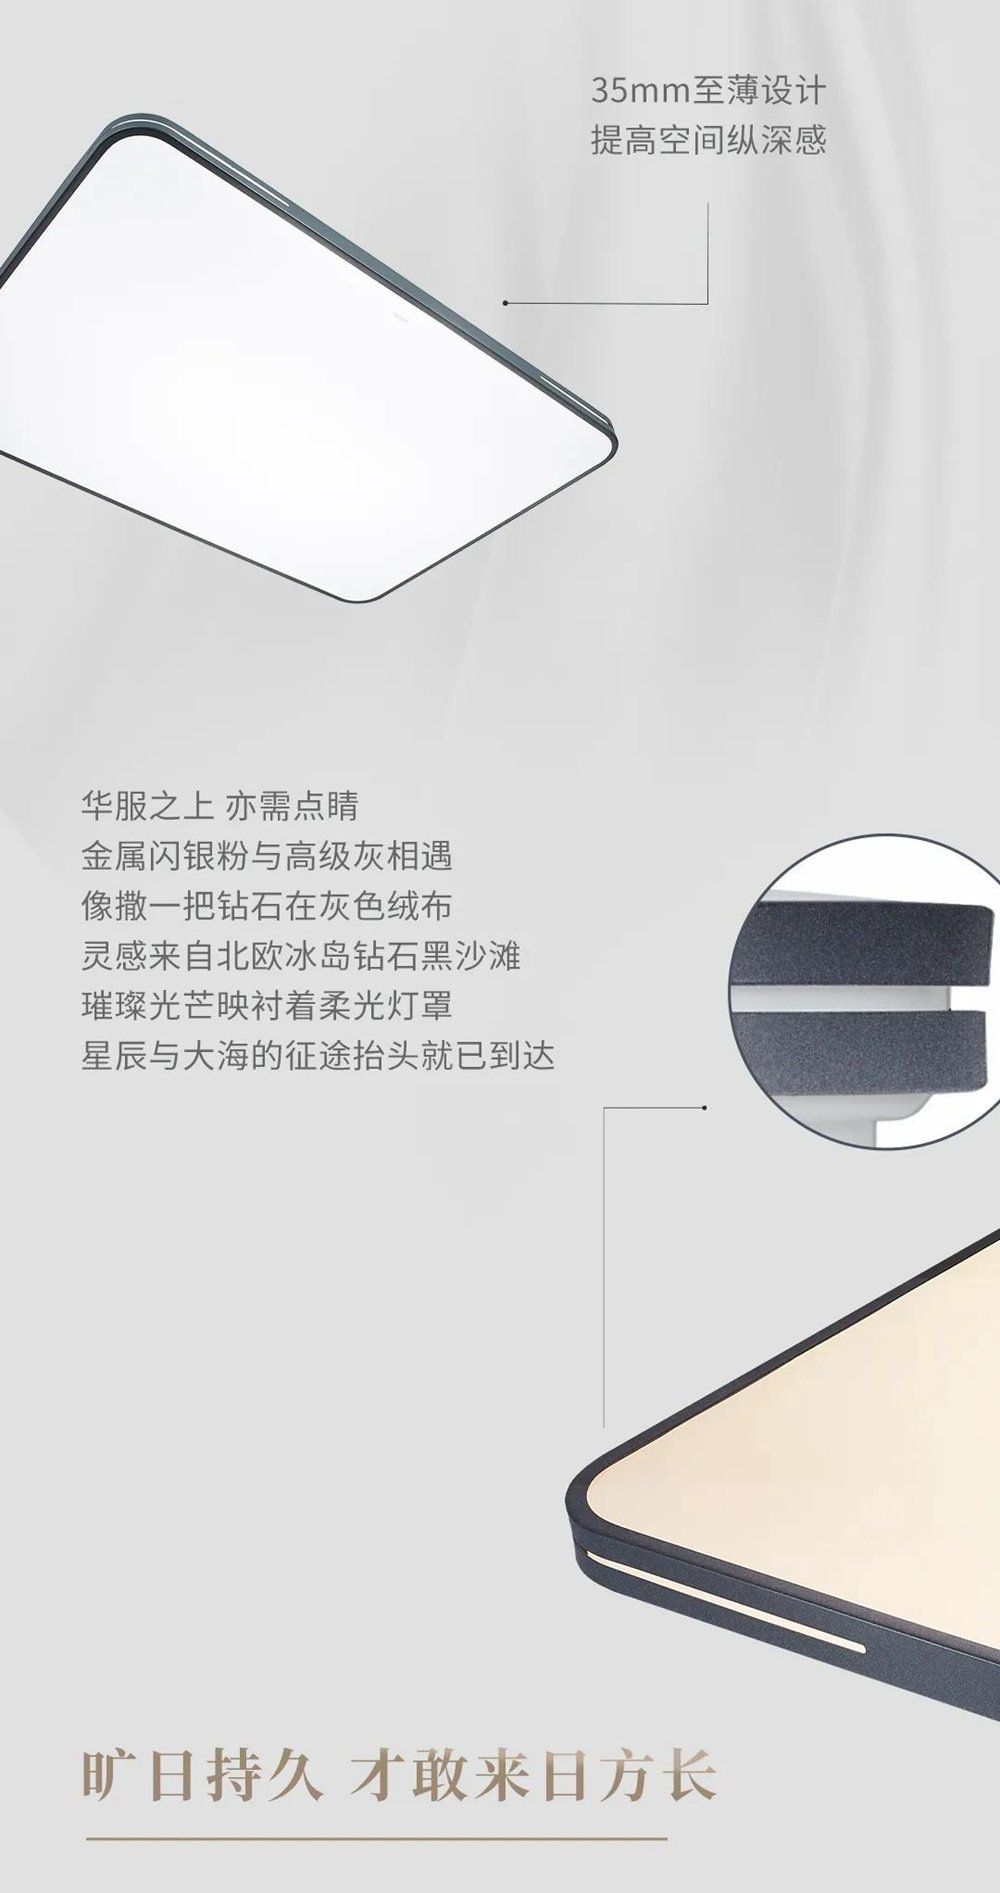 35mm至薄设计
提高空间纵深感
华服之上 亦需点睛
金属闪银粉与高级灰相遇
像撒一把钻石在灰色绒布
灵感来自北欧冰岛钻石黑沙滩
璀璨光芒映衬着柔光灯罩
星辰与大海的征途抬头就已到达
旷日持久 才敢来日方长